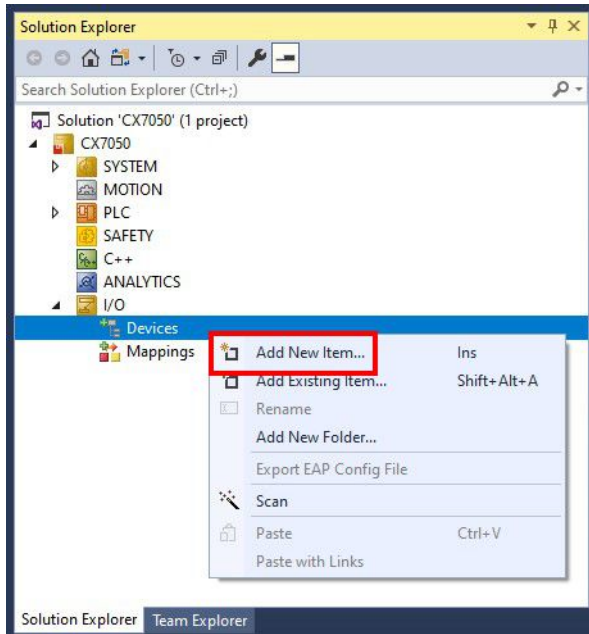 Solution Explorer
Search Solution Explorer (Ctrl+;)
Solution 'CX7050' (1 project)
CX7050
SYSTEM
MOTION
PLC
SAFETY
C++
ANALYTICS
I/O
Devices
Mappings
Add New Item... Ins
Add Existing Item... Shift+Alt+A
Rename
Add New Folder...
Export EAP Config File
Scan
Paste Ctrl+V
Paste with Links
Solution Explorer Team Explorer